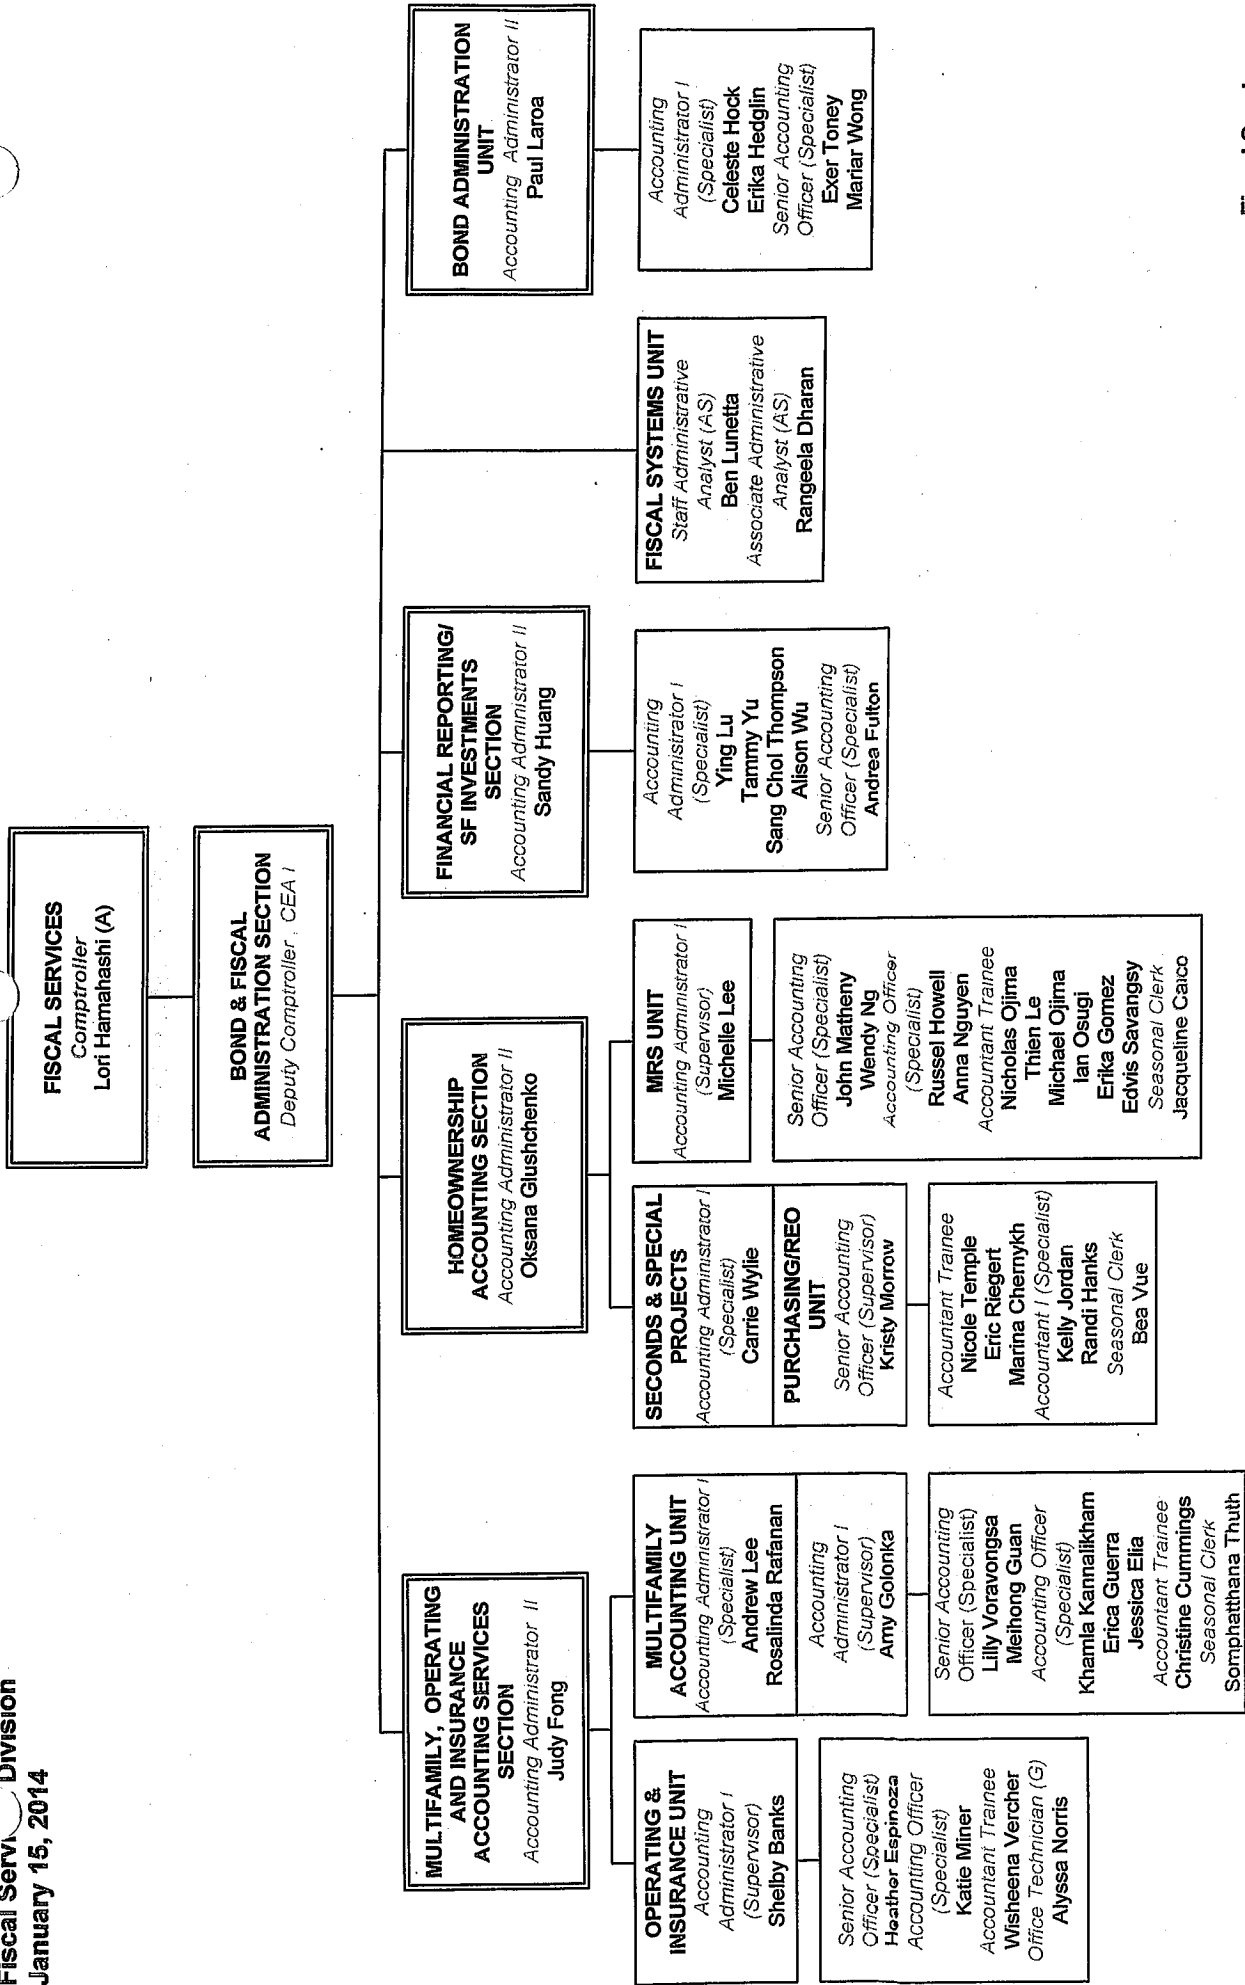 Fiscal Servi Division
January 15, 2014
FISCAL SERVICES
Comptroller
Lori Hamahashi (A)
BOND & FISCAL
ADMINISTRATION SECTION
Deputy Comptroller, CEA I
MULTIFAMILY, OPERATING
AND INSURANCE
ACCOUNTING SERVICES
SECTION
Accounting Administrator II
Judy Fong
OPERATING &
INSURANCE UNIT
Accounting
Administrator I
(Supervisor)
Shelby Banks
Senior Accounting
Officer (Specialist)
Heather Espinoza
Accounting Officer
(Specialist)
Katie Miner
Accountant Trainee
Wisheena Vercher
Office Technician (G)
Alyssa Norris
MULTIFAMILY
ACCOUNTING UNIT
Accounting Administrator I
(Specialist)
Andrew Lee
Rosalinda Rafanan
Accounting
Administrator I
(Supervisor)
Amy Golonka
Senior Accounting
Officer (Specialist)
Lilly Voravongsa
Meihong Guan
Accounting Officer
(Specialist)
Khamla Kannalikham
Erica Guerra
Jessica Elia
Accountant Trainee
Christine Cummings
Seasonal Clerk
Somphatthana Thuth
HOMEOWNERSHIP
ACCOUNTING SECTION
Accounting Administrator II
Oksana Glushchenko
SECONDS & SPECIAL
PROJECTS
Accounting Administrator I
(Specialist)
Carrie Wylie
PURCHASING/REO
UNIT
Senior Accounting
Officer (Supervisor)
Kristy Morrow
Accountant Trainee
Nicole Temple
Eric Riegert
Marina Chernykh
Accountant I (Specialist)
Kelly Jordan
Randi Hanks
Seasonal Clerk
Bea Vue
MRS UNIT
Accounting Administrator I
(Supervisor)
Michelle Lee
Senior Accounting
Officer (Specialist)
John Matheny
Wendy Ng
Accounting Officer
(Specialist)
Russel Howell
Anna Nguyen
Accountant Trainee
Nicholas Ojima
Thien Le
Michael Ojima
Ian Osugi
Erika Gomez
Edvis Savangsy
Seasonal Clerk
Jacqueline Caico
FINANCIAL REPORTING/
SF INVESTMENTS
SECTION
Accounting Administrator II
Sandy Huang
Accounting
Administrator I
(Specialist)
Ying Lu
Tammy Yu
Sang Chol Thompson
Alison Wu
Senior Accounting
Officer (Specialist)
Andrea Fulton
FISCAL SYSTEMS UNIT
Staff Administrative
Analyst (AS)
Ben Lunetta
Associate Administrative
Analyst (AS)
Rangeela Dharan
BOND ADMINISTRATION
UNIT
Accounting Administrator II
Paul Laroa
Accounting
Administrator I
(Specialist)
Celeste Hock
Erika Hedglin
Senior Accounting
Officer (Specialist)
Exer Toney
Mariar Wong